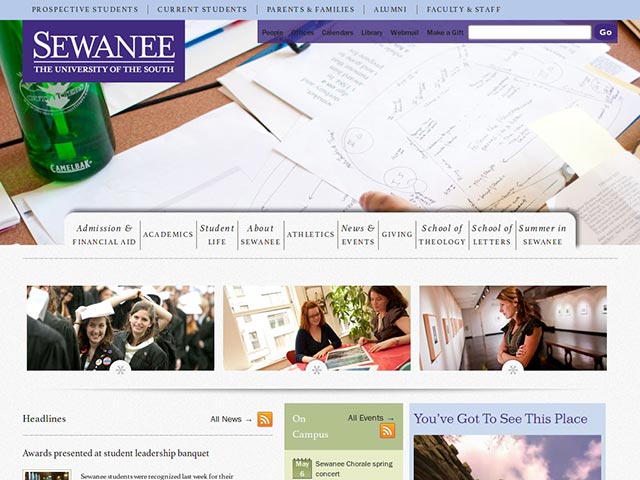 PROSPECTIVE STUDENTS
CURRENT STUDENTS
PARENTS & FAMILIES
ALUMNI
FACULTY & STAFF
SEWANEE
THE UNIVERSITY OF THE SOUTH
People Offices Calendars Library Webmail Make a Gift
Go
CAMELBAK
Admission &
FINANCIAL AID
ACADEMICS
Student
LIFE
About
SEWANEE
ATHLETICS
News &
EVENTS
GIVING
School of
THEOLOGY
School of
LETTERS
Summer in
SEWANEE
Headlines
All News →
Awards presented at student leadership banquet
Sewanee students were recognized last week for their
On
Campus
All Events →
May
6
Sewanee Chorale spring
concert
You've Got To See This Place